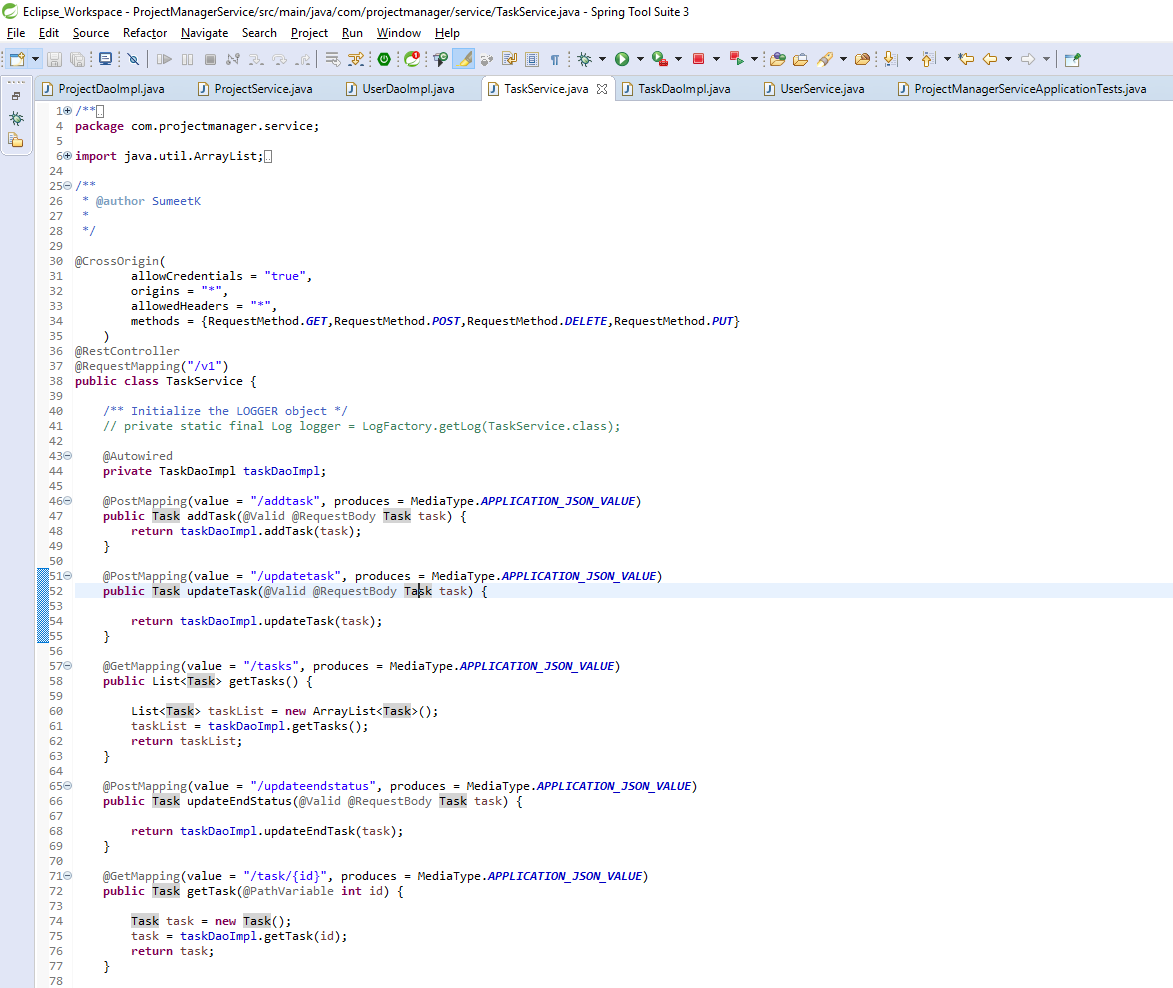 Eclipse_Workspace - ProjectManagerService/src/main/java/com/projectmanager/service/TaskService.java - Spring Tool Suite 3
File Edit Source Refactor Navigate Search Project Run Window Help
ProjectDaoImpl.java ProjectService.java UserDaoImpl.java TaskService.java TaskDaoImpl.java UserService.java ProjectManagerServiceApplicationTests.java
1 /**
4 package com.projectmanager.service;
5
6 import java.util.ArrayList;
24
25 /**
26 * @author SumeetK
27 *
28 */
29
30 @CrossOrigin(
31 allowCredentials = "true",
32 origins = "*",
33 allowedHeaders = "*",
34 methods = {RequestMethod.GET,RequestMethod.POST,RequestMethod.DELETE,RequestMethod.PUT}
35 )
36 @RestController
37 @RequestMapping("/v1")
38 public class TaskService {
39
40 /** Initialize the LOGGER object */
41 // private static final Log logger = LogFactory.getLog(TaskService.class);
42
43 @Autowired
44 private TaskDaoImpl taskDaoImpl;
45
46 @PostMapping(value = "/addtask", produces = MediaType.APPLICATION_JSON_VALUE)
47 public Task addTask(@Valid @RequestBody Task task) {
48 return taskDaoImpl.addTask(task);
49 }
50
51 @PostMapping(value = "/updatetask", produces = MediaType.APPLICATION_JSON_VALUE)
52 public Task updateTask(@Valid @RequestBody Task task) {
53
54 return taskDaoImpl.updateTask(task);
55 }
56
57 @GetMapping(value = "/tasks", produces = MediaType.APPLICATION_JSON_VALUE)
58 public List<Task> getTasks() {
59
60 List<Task> taskList = new ArrayList<Task>();
61 taskList = taskDaoImpl.getTasks();
62 return taskList;
63 }
64
65 @PostMapping(value = "/updateendstatus", produces = MediaType.APPLICATION_JSON_VALUE)
66 public Task updateEndStatus(@Valid @RequestBody Task task) {
67
68 return taskDaoImpl.updateEndTask(task);
69 }
70
71 @GetMapping(value = "/task/{id}", produces = MediaType.APPLICATION_JSON_VALUE)
72 public Task getTask(@PathVariable int id) {
73
74 Task task = new Task();
75 task = taskDaoImpl.getTask(id);
76 return task;
77 }
78